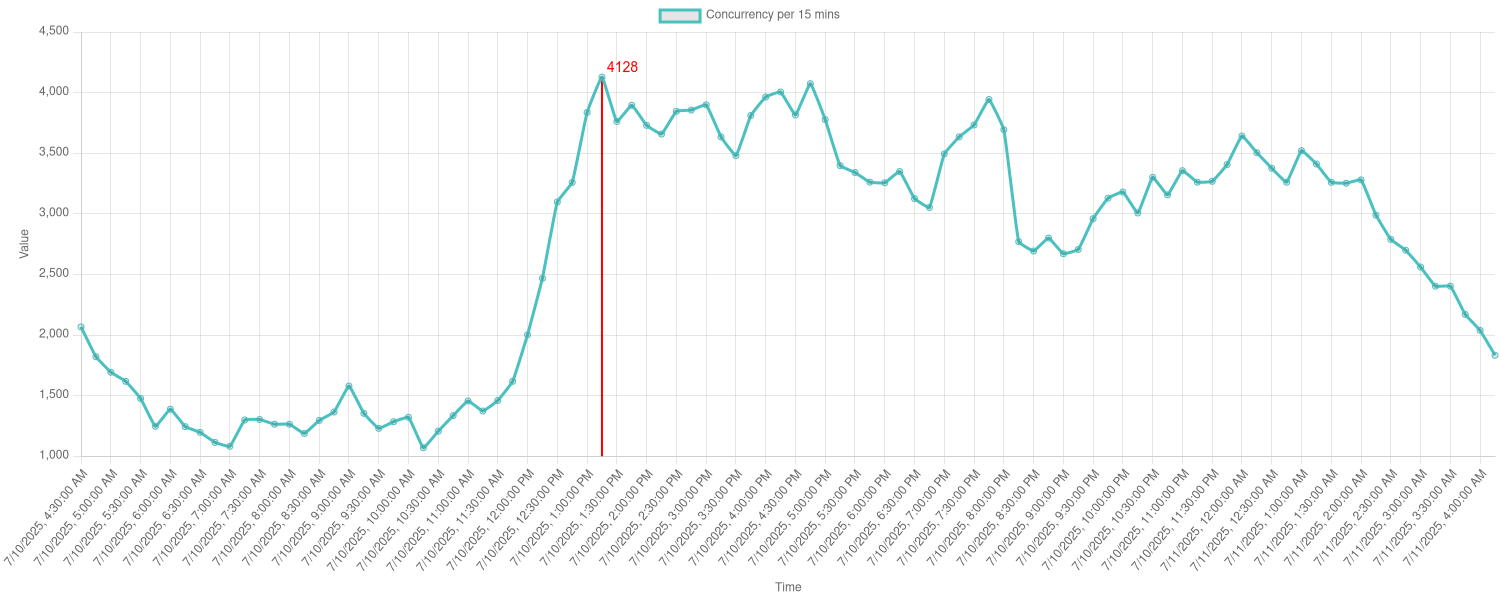 Concurrency per 15 mins
4,500
4,000
3,500
3,000
2,500
2,000
1,500
1,000
Value
4128
7/10/2025, 4:30:00 AM
7/10/2025, 5:00:00 AM
7/10/2025, 5:30:00 AM
7/10/2025, 6:00:00 AM
7/10/2025, 6:30:00 AM
7/10/2025, 7:00:00 AM
7/10/2025, 7:30:00 AM
7/10/2025, 8:00:00 AM
7/10/2025, 8:30:00 AM
7/10/2025, 9:00:00 AM
7/10/2025, 9:30:00 AM
7/10/2025, 10:00:00 AM
7/10/2025, 10:30:00 AM
7/10/2025, 11:00:00 AM
7/10/2025, 11:30:00 AM
7/10/2025, 12:00:00 PM
7/10/2025, 12:30:00 PM
7/10/2025, 1:00:00 PM
7/10/2025, 1:30:00 PM
7/10/2025, 2:00:00 PM
7/10/2025, 2:30:00 PM
7/10/2025, 3:00:00 PM
7/10/2025, 3:30:00 PM
7/10/2025, 4:00:00 PM
7/10/2025, 4:30:00 PM
7/10/2025, 5:00:00 PM
7/10/2025, 5:30:00 PM
7/10/2025, 6:00:00 PM
7/10/2025, 6:30:00 PM
7/10/2025, 7:00:00 PM
7/10/2025, 7:30:00 PM
7/10/2025, 8:00:00 PM
7/10/2025, 8:30:00 PM
7/10/2025, 9:00:00 PM
7/10/2025, 9:30:00 PM
7/10/2025, 10:00:00 PM
7/10/2025, 10:30:00 PM
7/10/2025, 11:00:00 PM
7/10/2025, 11:30:00 PM
7/11/2025, 12:00:00 AM
7/11/2025, 12:30:00 AM
7/11/2025, 1:00:00 AM
7/11/2025, 1:30:00 AM
7/11/2025, 2:00:00 AM
7/11/2025, 2:30:00 AM
7/11/2025, 3:00:00 AM
7/11/2025, 3:30:00 AM
7/11/2025, 4:00:00 AM
Time